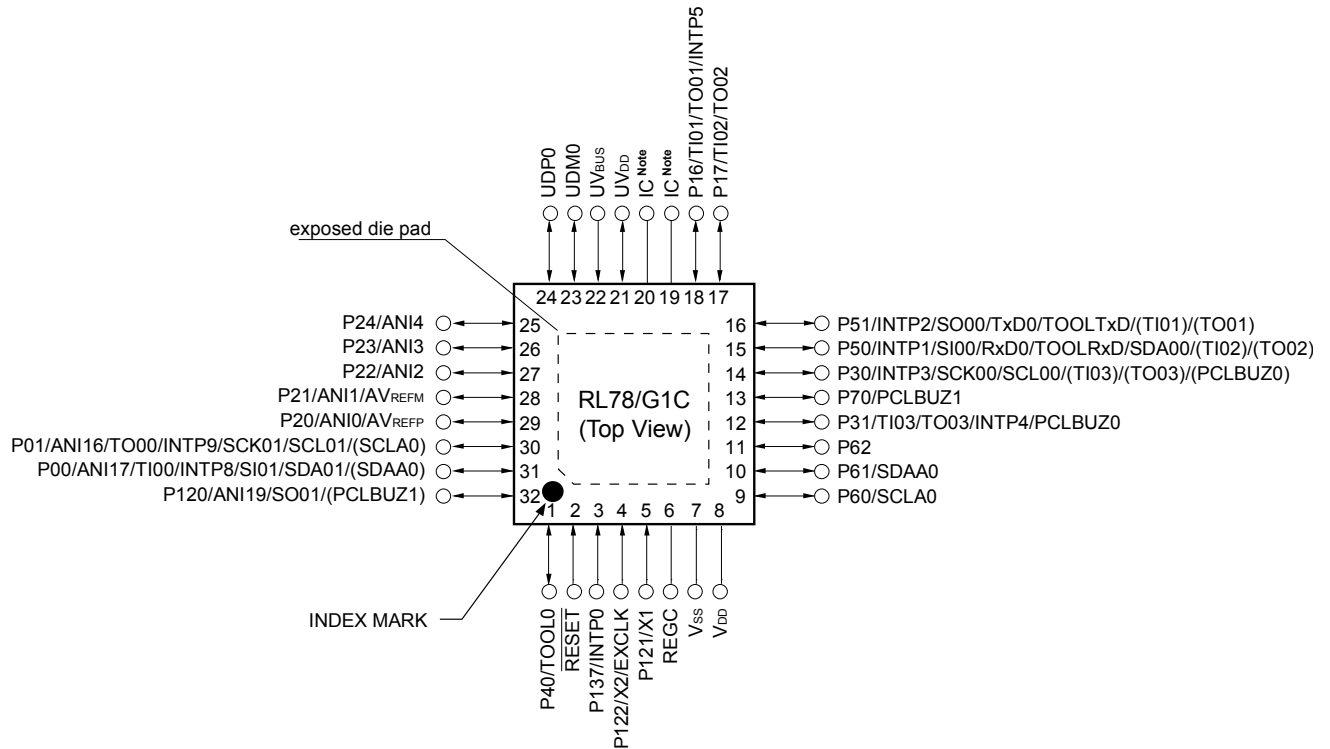 P16/TI01/TO01/INTP5
P17/TI02/TO02
UDP0
UDM0
UVBUS
UVDD
IC Note
IC Note
exposed die pad
24 23 22 21 20 19 18 17
P24/ANI4
25
P23/ANI3
26
P22/ANI2
27
P21/ANI1/AVREFM
28
P20/ANI0/AVREFP
29
P01/ANI16/TO00/INTP9/SCK01/SCL01/(SCLA0)
30
P00/ANI17/TI00/INTP8/SI01/SDA01/(SDAA0)
31
P120/ANI19/SO01/(PCLBUZ1)
32
RL78/G1C
(Top View)
16
P51/INTP2/SO00/TxD0/TOOLTxD/(TI01)/(TO01)
15
P50/INTP1/SI00/RxD0/TOOLRxD/SDA00/(TI02)/(TO02)
14
P30/INTP3/SCK00/SCL00/(TI03)/(TO03)/(PCLBUZ0)
13
P70/PCLBUZ1
12
P31/TI03/TO03/INTP4/PCLBUZ0
11
P62
10
P61/SDAA0
9
P60/SCLA0
1 2 3 4 5 6 7 8
INDEX MARK
P40/TOOL0
RESET
P137/INTP0
P122/X2/EXCLK
P121/X1
REGC
VSS
VDD